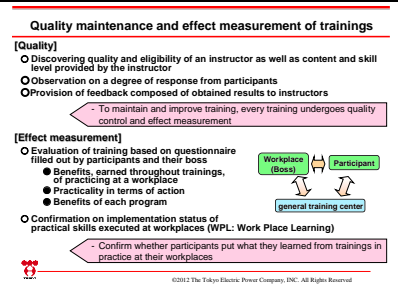 Quality maintenance and effect measurement of trainings
[Quality]
Discovering quality and eligibility of an instructor as well as content and skill
level provided by the instructor
Observation on a degree of response from participants
Provision of feedback composed of obtained results to instructors
- To maintain and improve training, every training undergoes quality
control and effect measurement
[Effect measurement]
Evaluation of training based on questionnaire
filled out by participants and their boss
Benefits, earned throughout trainings,
of practicing at a workplace
Practicality in terms of action
Benefits of each program
Workplace
(Boss)
Participant
general training center
Confirmation on implementation status of
practical skills executed at workplaces (WPL: Work Place Learning)
- Confirm whether participants put what they learned from trainings in
practice at their workplaces
©2012 The Tokyo Electric Power Company, INC. All Rights Reserved